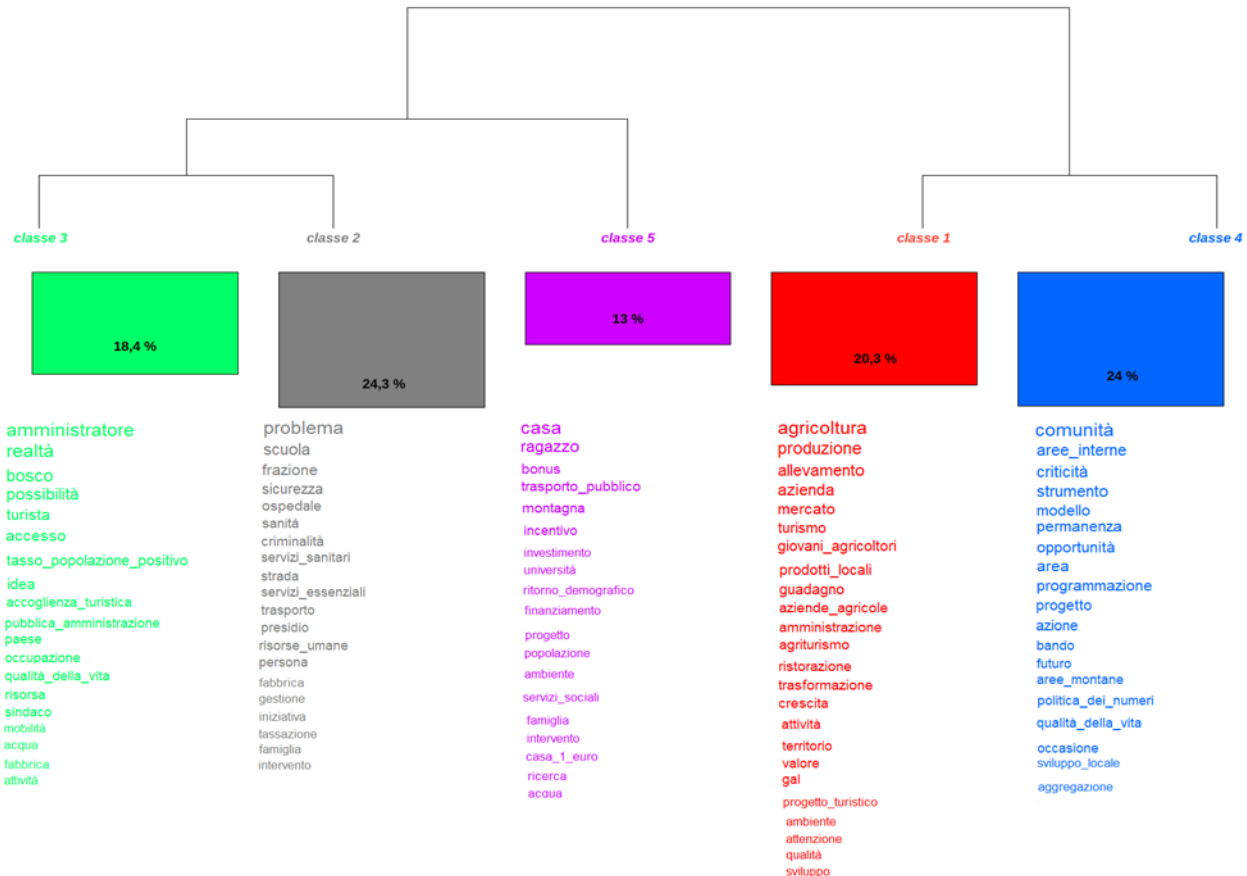 classe 3
classe 2
classe 5
classe 1
classe 4
18,4 %
24,3 %
13 %
20,3 %
24 %
amministratore
realtà
bosco
possibilità
turista
accesso
tasso_popolazione_positivo
idea
accoglienza_turistica
pubblica_amministrazione
paese
occupazione
qualità_della_vita
risorsa
sindaco
mobilità
acqua
fabbrica
attività
problema
scuola
frazione
sicurezza
ospedale
sanità
criminalità
servizi_sanitari
strada
servizi_essenziali
trasporto
presidio
risorse_umane
persona
fabbrica
gestione
iniziativa
tassazione
famiglia
intervento
casa
ragazzo
bonus
trasporto_pubblico
montagna
incentivo
investimento
università
ritorno_demografico
finanziamento
progetto
popolazione
ambiente
servizi_sociali
famiglia
intervento
casa_1_euro
ricerca
acqua
agricoltura
produzione
allevamento
azienda
mercato
turismo
giovani_agricoltori
prodotti_locali
guadagno
aziende_agricole
amministrazione
agriturismo
ristorazione
trasformazione
crescita
attività
territorio
valore
gal
progetto_turistico
ambiente
attenzione
qualità
sviluppo
comunità
aree_interne
criticità
strumento
modello
permanenza
opportunità
area
programmazione
progetto
azione
bando
futuro
aree_montane
politica_dei_numeri
qualità_della_vita
occasione
sviluppo_locale
aggregazione